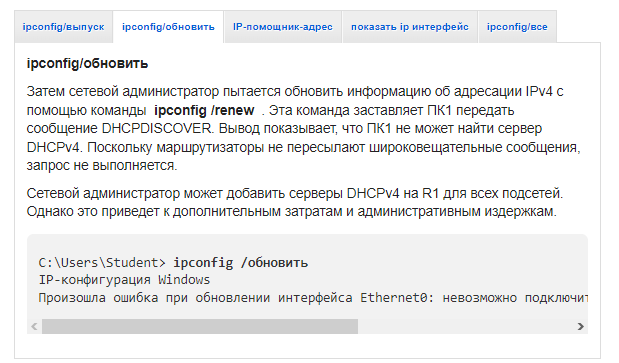 ipconfig/выпуск
ipconfig/обновить
IP-помощник-адрес
показать ip интерфейс
ipconfig/все
ipconfig/обновить
Затем сетевой администратор пытается обновить информацию об адресации IPv4 с
помощью команды ipconfig /renew . Эта команда заставляет ПК1 передать
сообщение DHCPDISCOVER. Вывод показывает, что ПК1 не может найти сервер
DHCPv4. Поскольку маршрутизаторы не пересылают широковещательные сообщения,
запрос не выполняется.
Сетевой администратор может добавить серверы DHCPv4 на R1 для всех подсетей.
Однако это приведет к дополнительным затратам и административным издержкам.
C:\Users\Student> ipconfig /обновить
IP-конфигурация Windows
Произошла ошибка при обновлении интерфейса Ethernet0: невозможно подключит